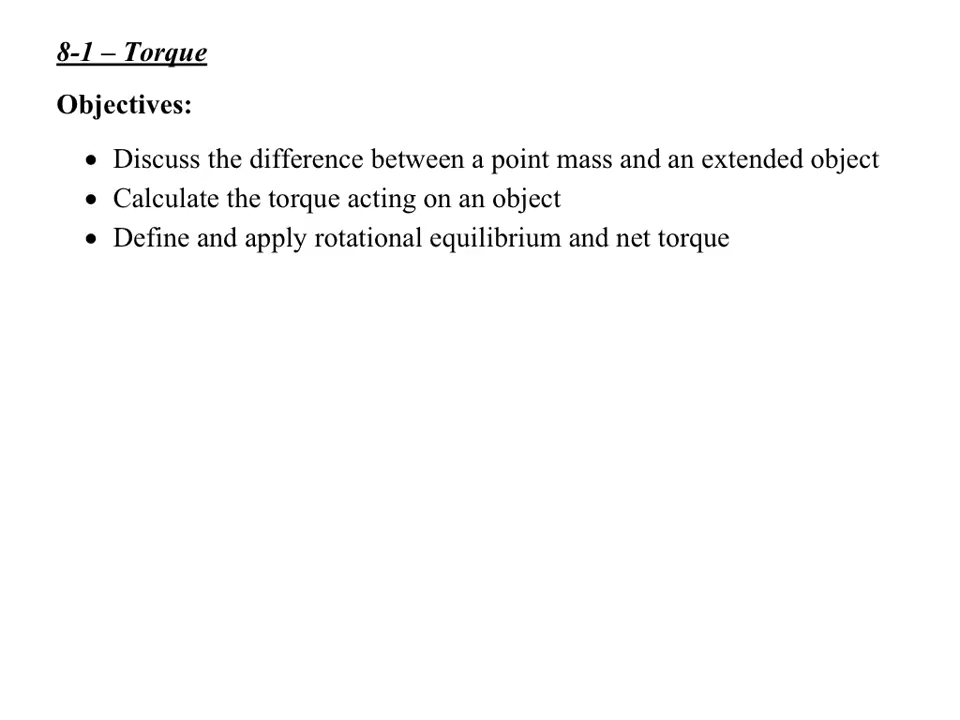 8-1 – Torque
Objectives:
• Discuss the difference between a point mass and an extended object
• Calculate the torque acting on an object
• Define and apply rotational equilibrium and net torque